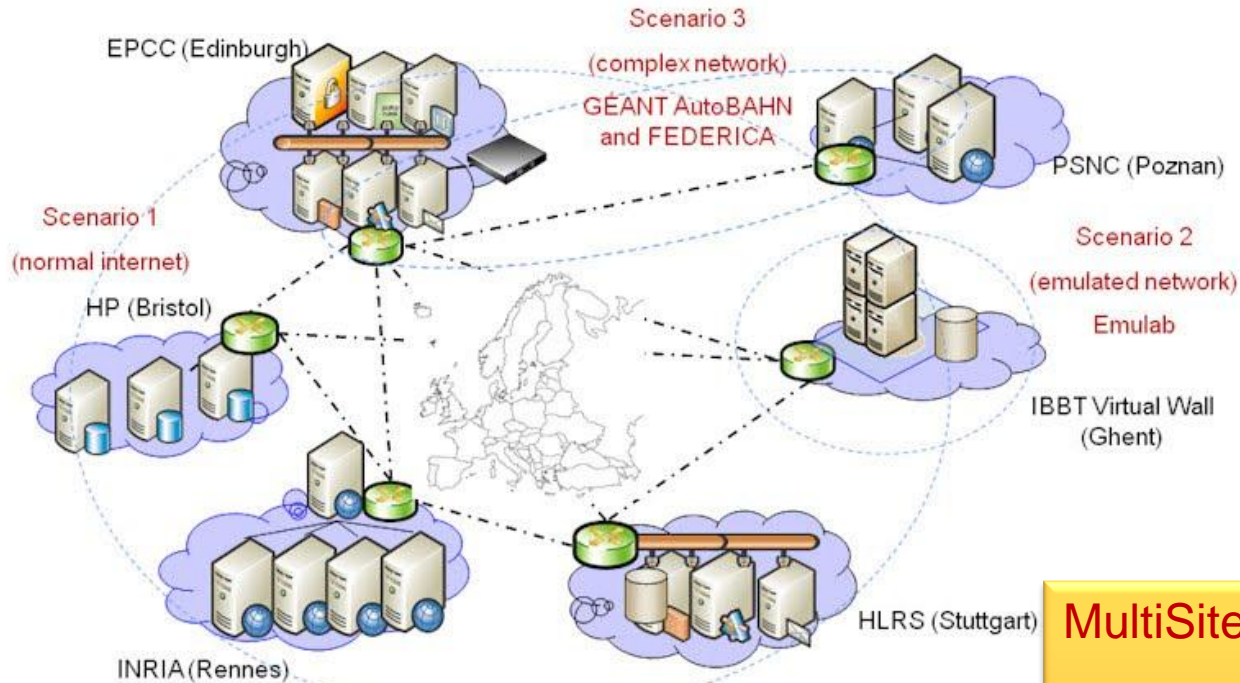 Scenario 3
EPCC (Edinburgh)
(complex network)
GÉANT AutoBAHN
and FEDERICA
PSNC (Poznan)
Scenario 1
(normal internet)
Scenario 2
(emulated network)
Emulab
HP (Bristol)
IBBT Virtual Wall
(Ghent)
HLRS (Stuttgart)
MultiSite
INRIA (Rennes)